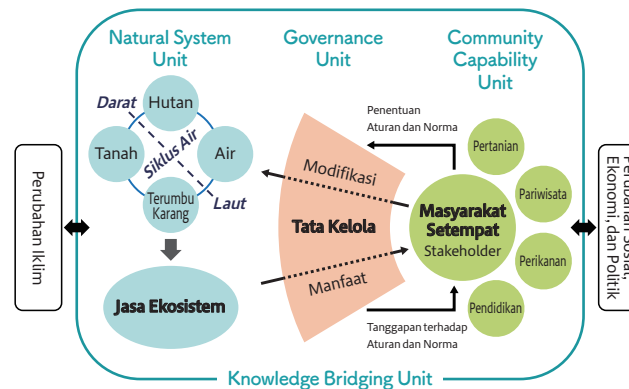 Natural System
Unit
Governance
Unit
Community
Capability
Unit
Darat
Hutan
Siklus Air
Tanah
Air
Terumbu
Karang
Laut
Jasa Ekosistem
Perubahan Iklim
Modifikasi
Tata Kelola
Manfaat
Penentuan
Aturan dan Norma
Masyarakat
Setempat
Stakeholder
Tanggapan terhadap
Aturan dan Norma
Pertanian
Pariwisata
Perikanan
Pendidikan
Perubahan Sosial,
Ekonomi, dan Politik
Knowledge Bridging Unit